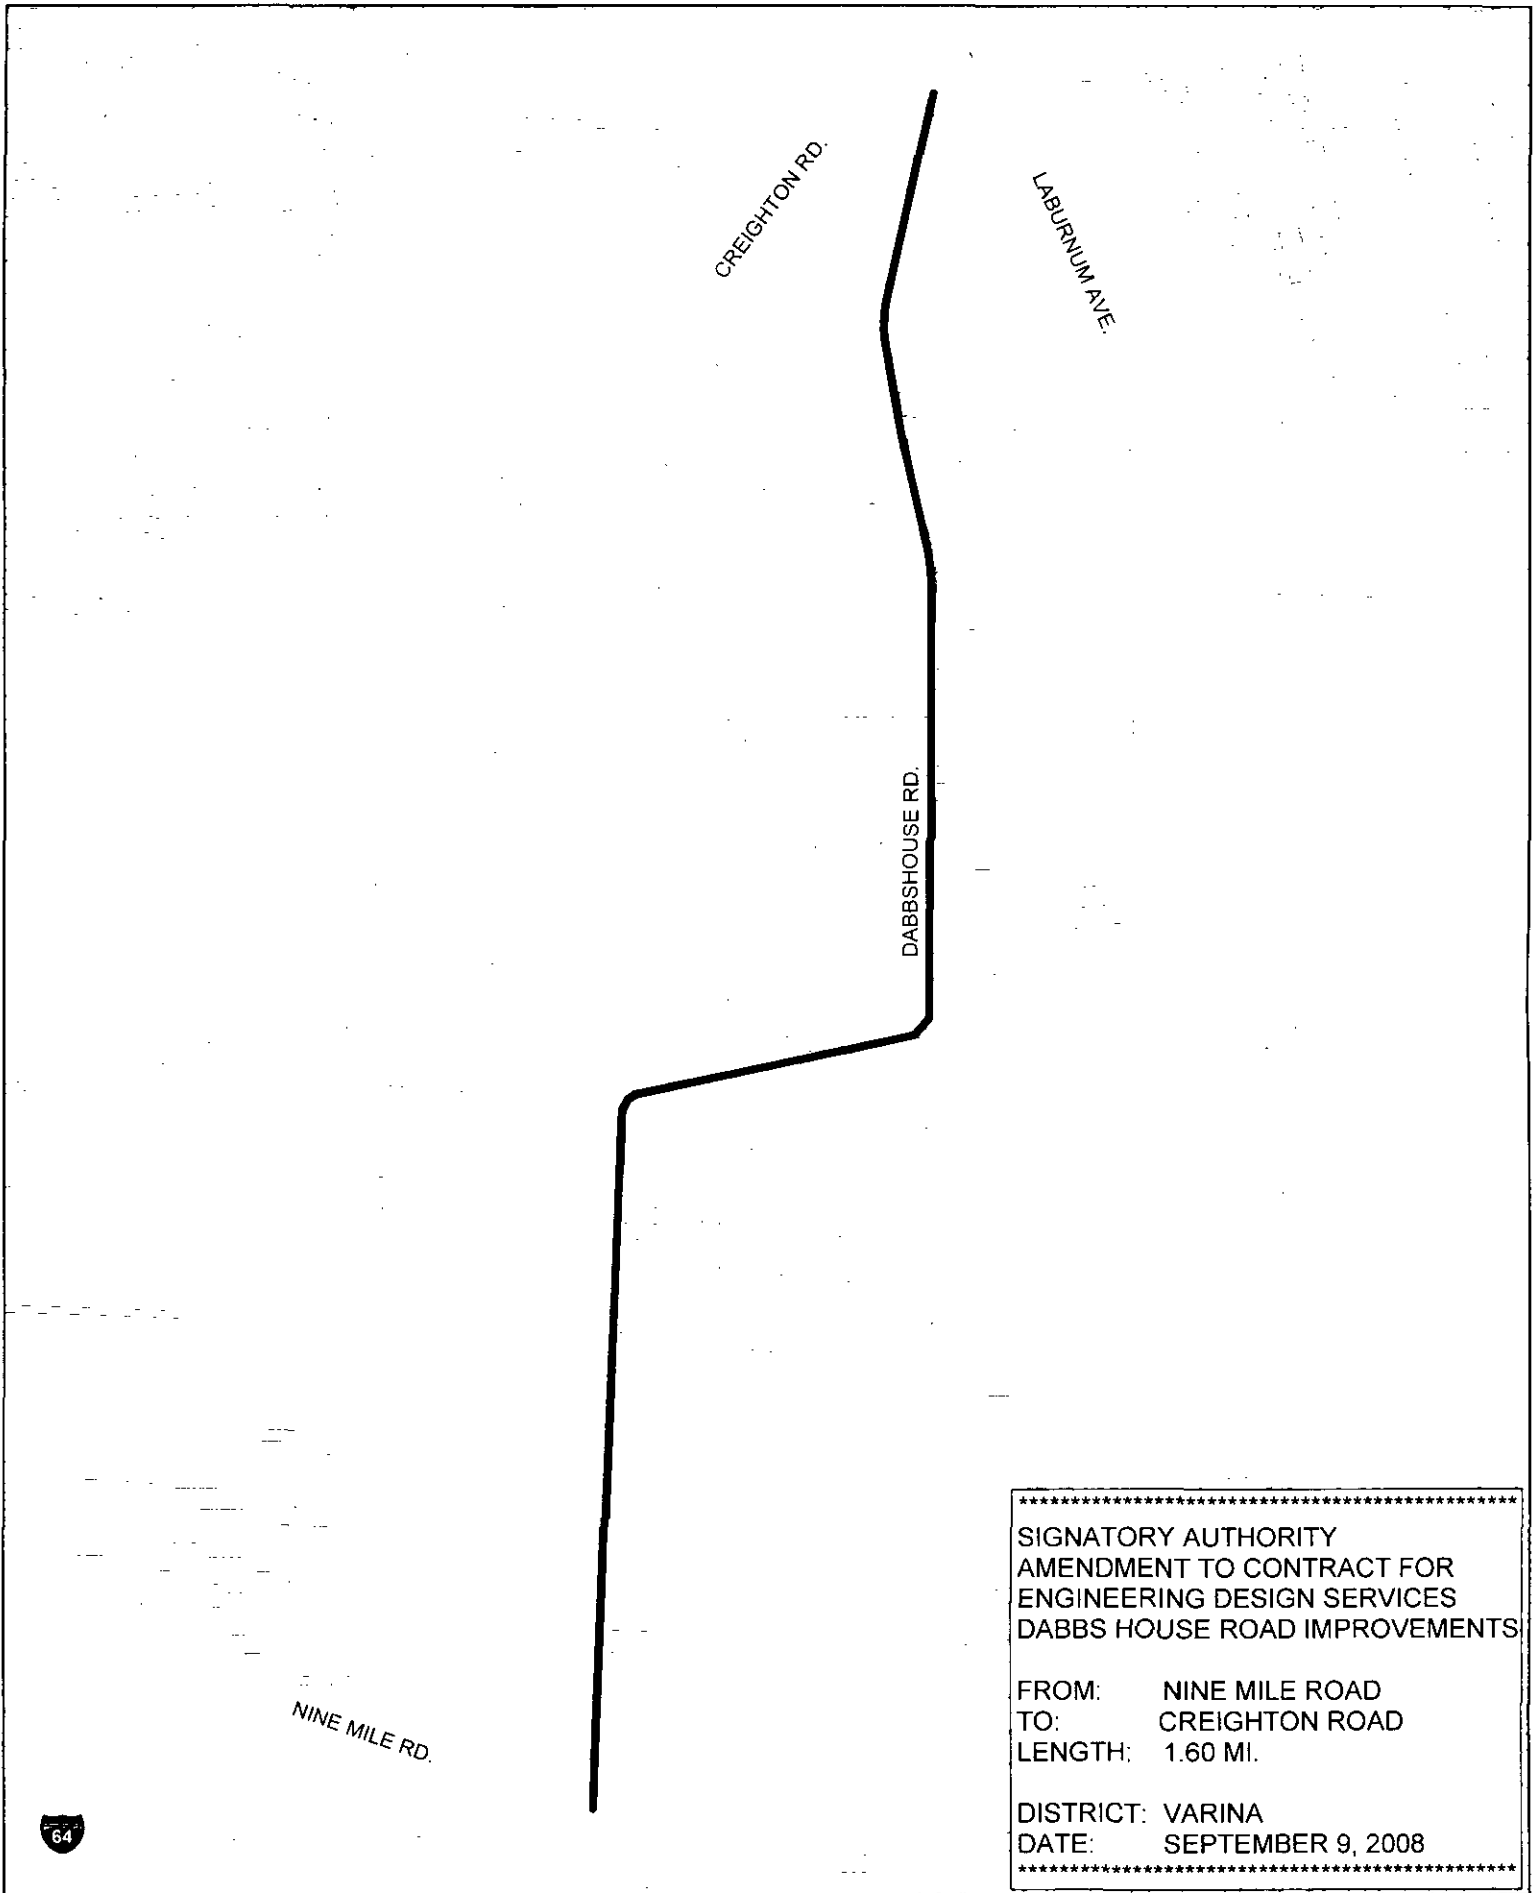 CREIGHTON RD.
LABURNUM AVE.
DABBSHOUSE RD.
NINE MILE RD.
64
***********************************************
SIGNATORY AUTHORITY
AMENDMENT TO CONTRACT FOR
ENGINEERING DESIGN SERVICES
DABBS HOUSE ROAD IMPROVEMENTS
FROM: NINE MILE ROAD
TO: CREIGHTON ROAD
LENGTH: 1.60 MI.
DISTRICT: VARINA
DATE: SEPTEMBER 9, 2008
***********************************************